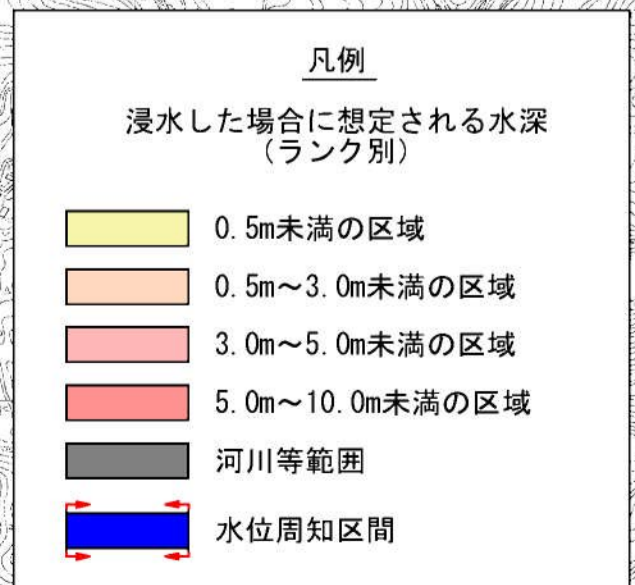 凡例
浸水した場合に想定される水深
(ランク別)
0.5m未満の区域
0.5m～3.0m未満の区域
3.0m～5.0m未満の区域
5.0m～10.0m未満の区域
河川等範囲
水位周知区間